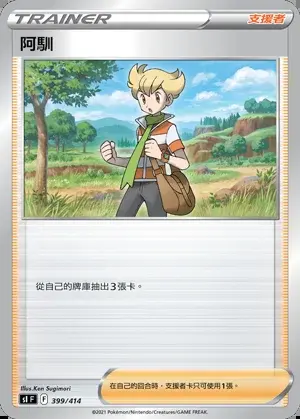 TRAINER
支援者
阿馴
從自己的牌庫抽出3張卡。
Illus.Ken Sugimori
sI F F 399/414
在自己的回合時,支援者卡只可使用1張。
©2021 Pokémon/Nintendo/Creatures/GAME FREAK.